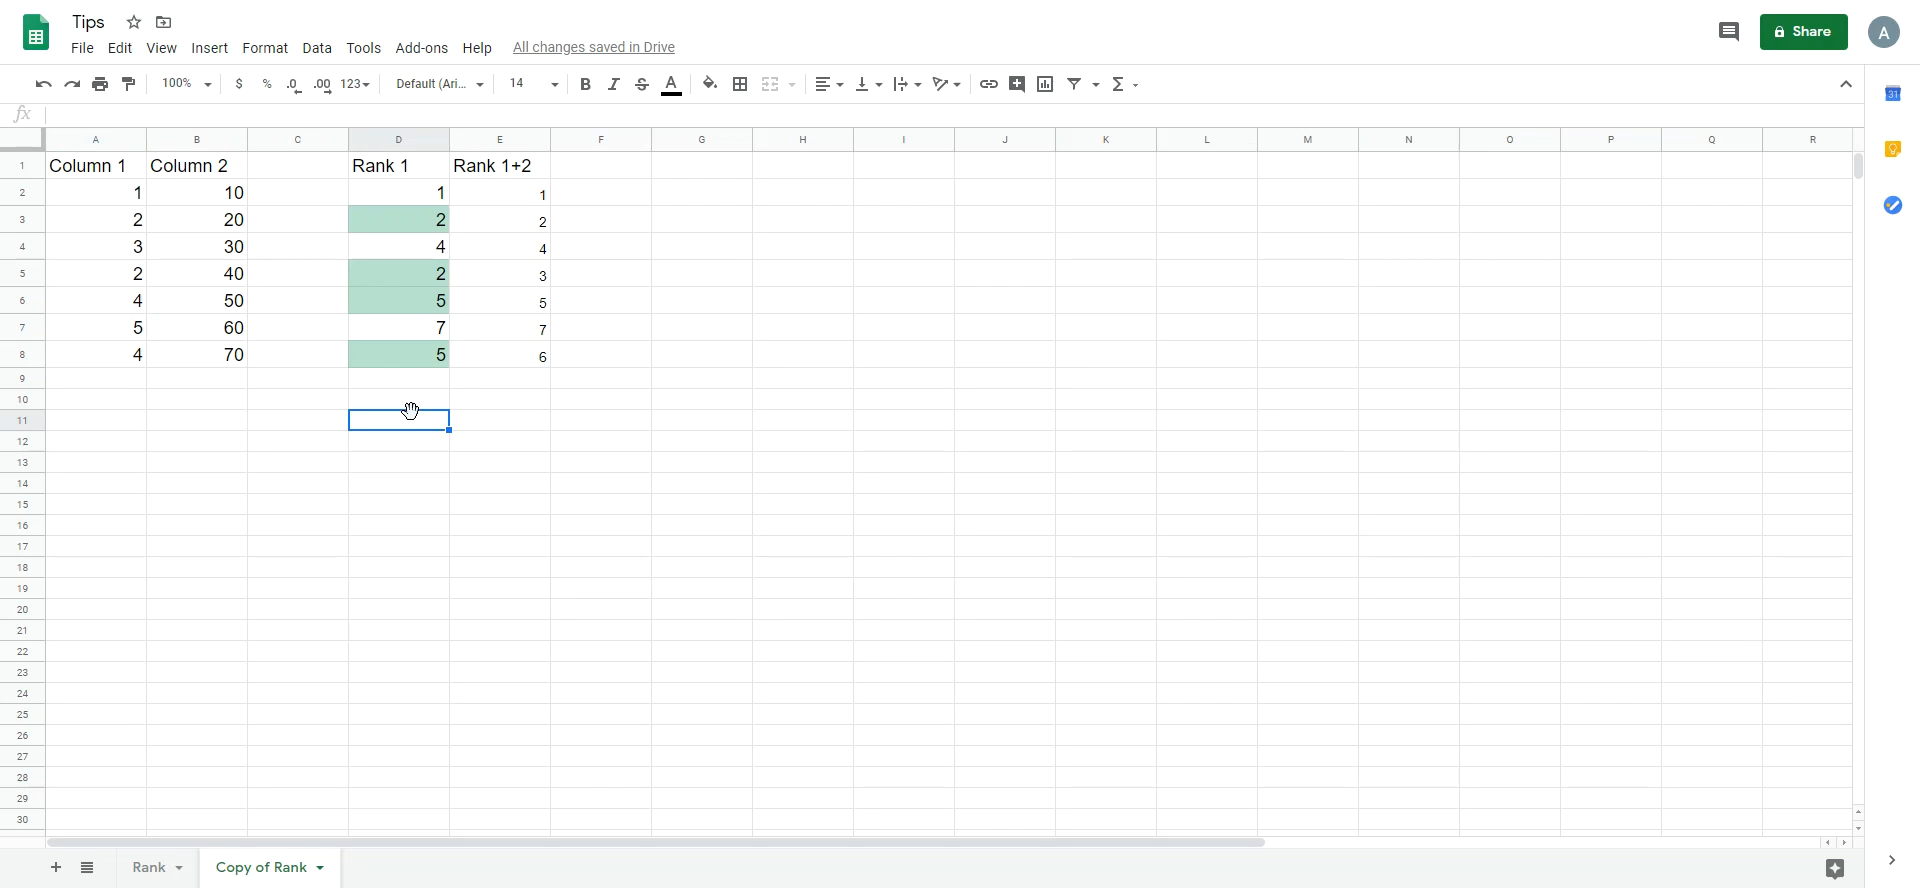 Tips
File Edit View Insert Format Data Tools Add-ons Help All changes saved in Drive
Share
A
100% $ % .0 .00 123 Default (Ari... 14 B I S A Σ
31
fx
A B C D E F G H I J K L M N O P Q R
1 Column 1 Column 2 Rank 1 Rank 1+2
2 1 10 1 1
3 2 20 2 2
4 3 30 4 4
5 2 40 2 3
6 4 50 5 5
7 5 60 7 7
8 4 70 5 6
9
10
11
12
13
14
15
16
17
18
19
20
21
22
23
24
25
26
27
28
29
30
Rank Copy of Rank